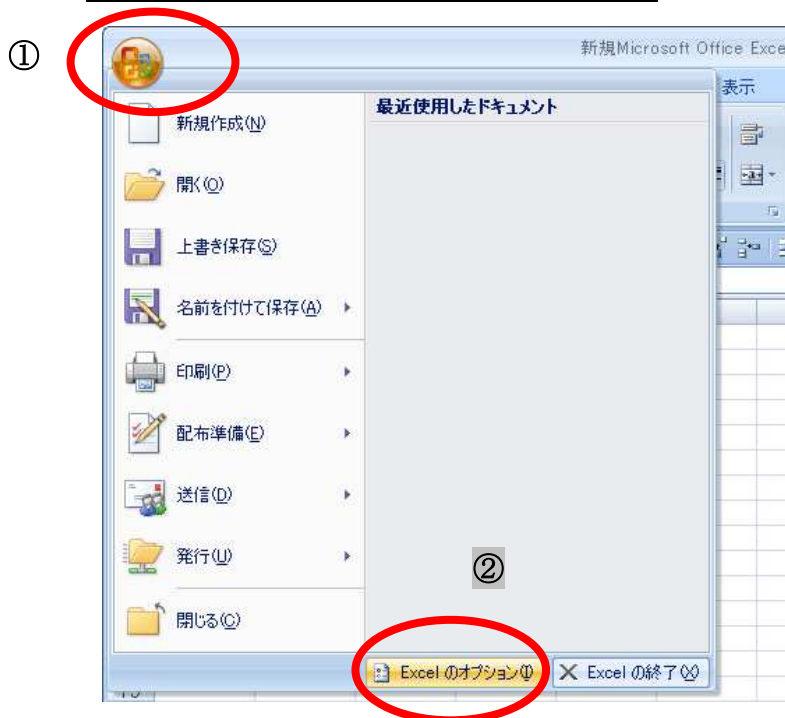 ①
新規Microsoft Office Exce
表示
最近使用したドキュメント
新規作成(N)
開く(O)
上書き保存(S)
名前を付けて保存(A)
印刷(P)
配布準備(E)
送信(D)
発行(U)
②
閉じる(C)
Excel のオプション(I)
Excel の終了(X)